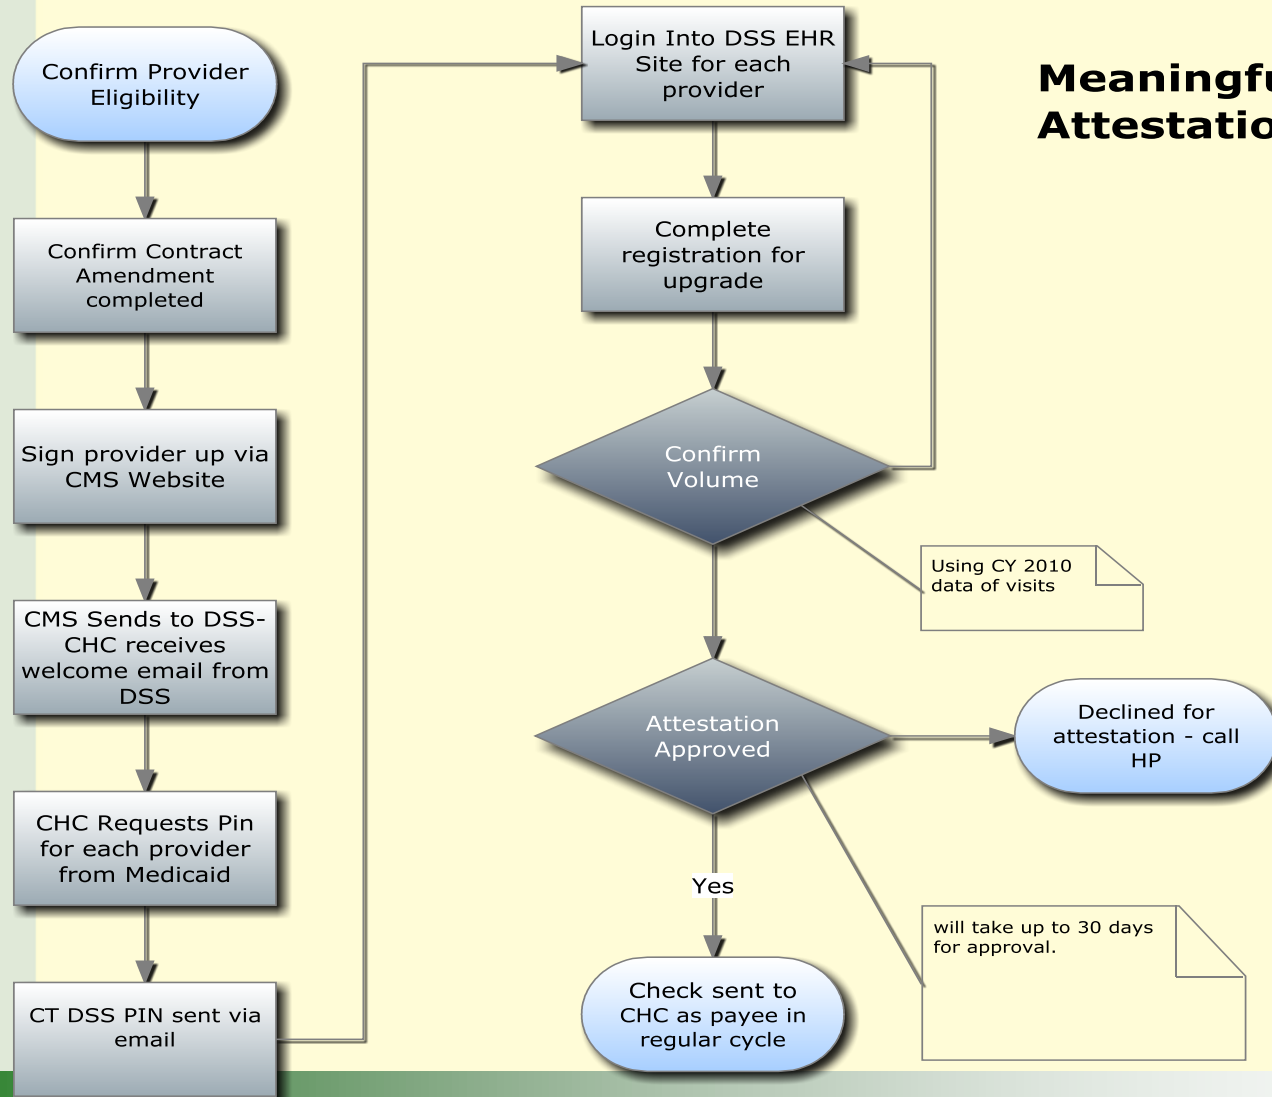 Confirm Provider
Eligibility
Confirm Contract
Amendment
completed
Sign provider up via
CMS Website
CMS Sends to DSS-
CHC receives
welcome email from
DSS
CHC Requests Pin
for each provider
from Medicaid
CT DSS PIN sent via
email
Login Into DSS EHR
Site for each
provider
Complete
registration for
upgrade
Confirm
Volume
Using CY 2010
data of visits
Attestation
Approved
Declined for
attestation - call
HP
Yes
will take up to 30 days
for approval.
Check sent to
CHC as payee in
regular cycle